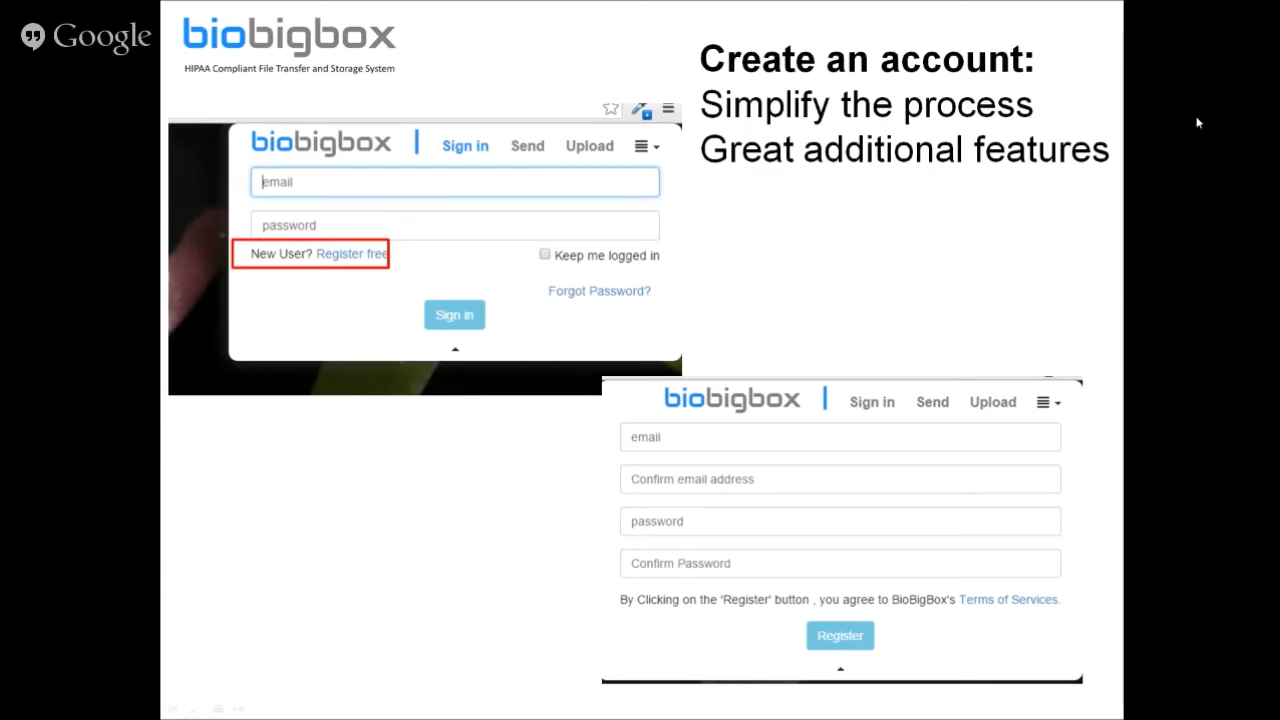 Google
biobigbox
HIPAA Compliant File Transfer and Storage System
Create an account:
Simplify the process
Great additional features
biobigbox Sign in Send Upload
email
password
New User? Register free
Keep me logged in
Forgot Password?
Sign in
biobigbox Sign in Send Upload
email
Confirm email address
password
Confirm Password
By Clicking on the 'Register' button , you agree to BioBigBox's Terms of Services.
Register